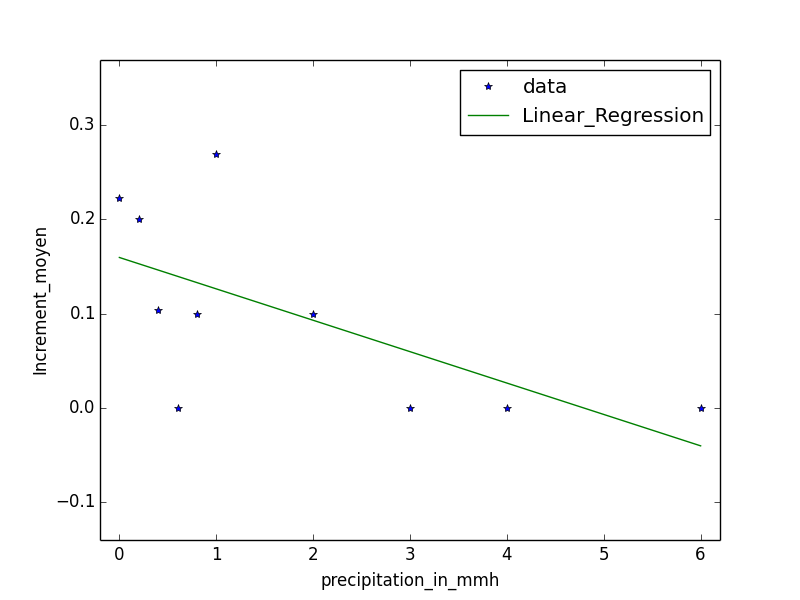 data
Linear_Regression
0.3
0.2
0.1
0.0
−0.1
Increment_moyen
0 1 2 3 4 5 6
precipitation_in_mmh